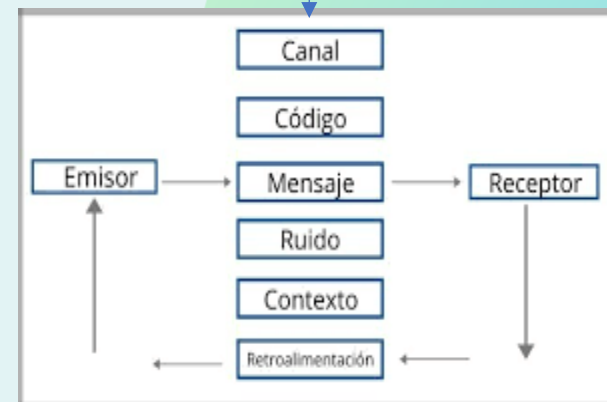 Canal
Código
Emisor
Mensaje
Receptor
Ruido
Contexto
Retroalimentación